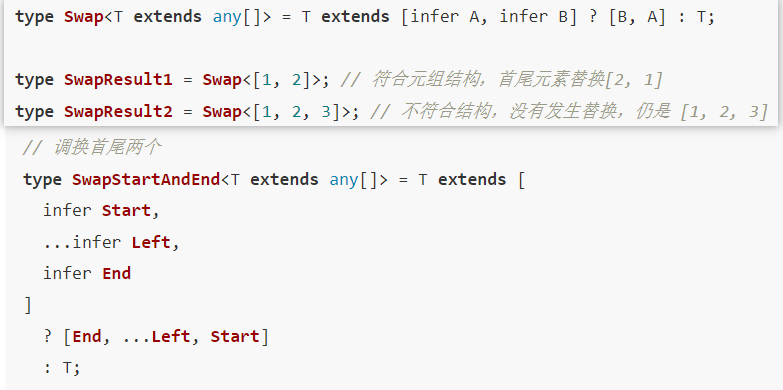 type Swap<T extends any[]> = T extends [infer A, infer B] ? [B, A] : T;
type SwapResult1 = Swap<[1, 2]>; // 符合元组结构，首尾元素替换[2, 1]
type SwapResult2 = Swap<[1, 2, 3]>; // 不符合结构，没有发生替换，仍是 [1, 2, 3]
// 调换首尾两个
type SwapStartAndEnd<T extends any[]> = T extends [
infer Start,
...infer Left,
infer End
]
? [End, ...Left, Start]
: T;